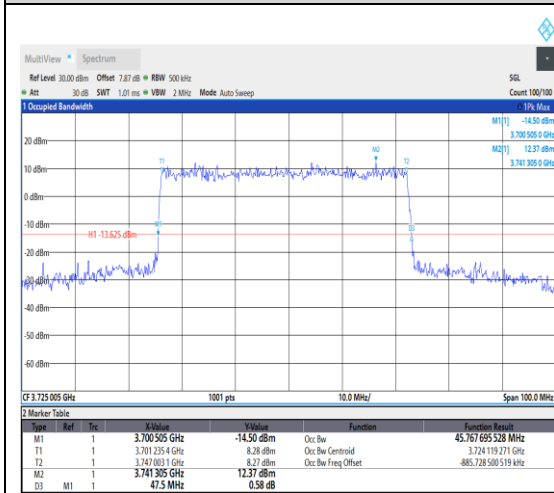 MultiView Spectrum
Ref Level 30.00 dBm Offset 7.87 dB RBW 500 kHz SGL
Att 30 dB SWT 1.01 ms VBW 2 MHz Mode Auto Sweep Count 100/100
1 Occupied Bandwidth 1Pk Max
M1[1] -14.50 dBm
3.700 505 0 GHz
M2[1] 12.37 dBm
3.741 305 0 GHz
20 dBm
T1 M2 T2
10 dBm
0 dBm
-10 dBm
M1 D3
H1 -13.625 dBm
-20 dBm
-30 dBm
-40 dBm
-50 dBm
-60 dBm
CF 3.725 005 GHz 1001 pts 10.0 MHz/ Span 100.0 MHz
2 Marker Table
Type Ref Trc X-Value Y-Value Function Function Result
M1 1 3.700 505 GHz -14.50 dBm Occ Bw 45.767 695 528 MHz
T1 1 3.701 235 4 GHz 8.28 dBm Occ Bw Centroid 3.724 119 271 GHz
T2 1 3.747 003 1 GHz 8.27 dBm Occ Bw Freq Offset -885.728 500 519 kHz
M2 1 3.741 305 GHz 12.37 dBm
D3 M1 1 47.5 MHz 0.58 dB